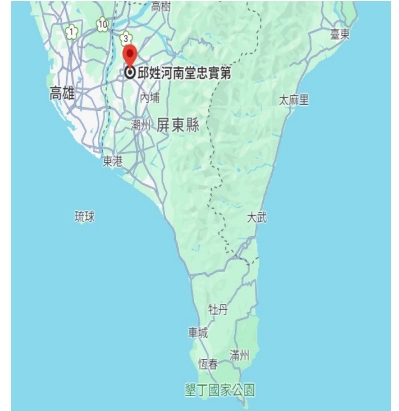 高樹
10
1
3
臺東
邱姓河南堂忠實第
高雄
內埔
太麻里
潮州
屏東縣
東港
琉球
大武
牡丹
車城
滿州
恆春
墾丁國家公園